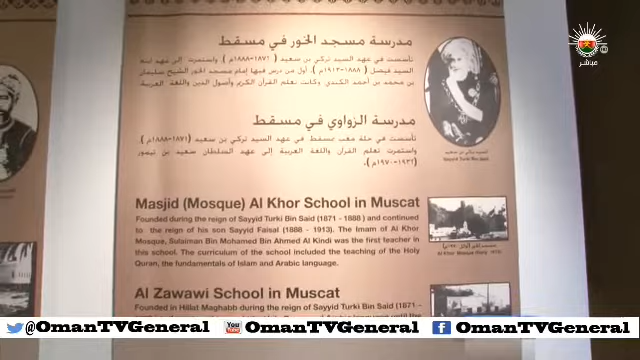 مدرسة مسجد الخور في مسقط
تأسست في عهد السيد تركي بن سعيد (١٨٧١-١٨٨٨م) واستمرت إلى عهد ابنه
السيد فيصل (١٨٨٨-١٩١٣م)، أول من درس فيها إمام مسجد الخور الشيخ سليمان
بن محمد بن أحمد الكندي وكانت تعلم القرآن الكريم وأصول الدين واللغة العربية.
مدرسة الزواوي في مسقط
تأسست في حلة مغب بمسقط في عهد السيد تركي بن سعيد (١٨٧١-١٨٨٨م)
واستمرت تعلم القرآن واللغة العربية إلى عهد السلطان سعيد بن تيمور
(١٩٣٢-١٩٧٠م).
Sayyid Turki Bin Said
Masjid (Mosque) Al Khor School in Muscat
Founded during the reign of Sayyid Turki Bin Said (1871 - 1888) and continued
to the reign of his son Sayyid Faisal (1888 - 1913). The Imam of Al Khor
Mosque, Sulaiman Bin Mohamed Bin Ahmed Al Kindi was the first teacher in
this school. The curriculum of the school included the teaching of the Holy
Quran, the fundamentals of Islam and Arabic language.
Al Zawawi School in Muscat
Founded in Hillat Maghabb during the reign of Sayyid Turki Bin Said (1871 -
مباشر
@OmanTVGeneral
You Tube
OmanTVGeneral
f OmanTVGeneral